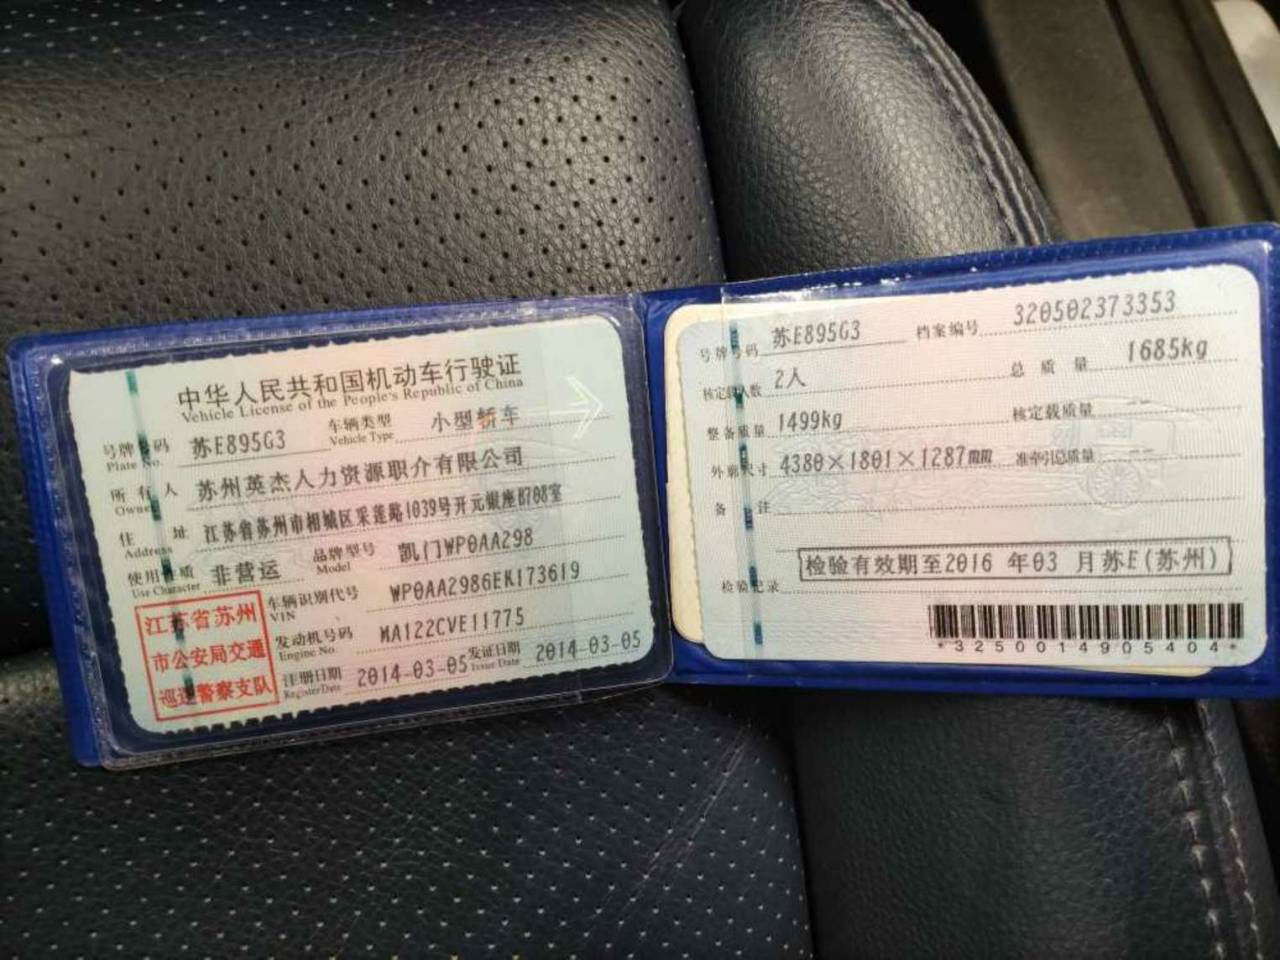 中华人民共和国机动车行驶证
Vehicle License of the People's Republic of China
号牌号码 苏E895G3 车辆类型 小型轿车
Plate No. Vehicle Type
所有人 苏州英杰人力资源职介有限公司
Owner
住址 江苏省苏州市相城区采莲路1039号开元银座B708室
Address
使用性质 非营运 品牌型号 凯门WP0AA298
Use Character Model
车辆识别代号 WP0AA2986EK173619
VIN
发动机号码 MA122CVE11775
Engine No.
注册日期 2014-03-05 发证日期 2014-03-05
Register Date Issue Date
江苏省苏州
市公安局交通
巡逻警察支队
号牌号码 苏E895G3 档案编号 320502373353
核定载人数 2人 总质量 1685kg
整备质量 1499kg 核定载质量 --
外廓尺寸 4380×1801×1287mm 准牵引总质量 --
备注
检验记录 检验有效期至2016 年03 月苏E(苏州)
*3250014905404*